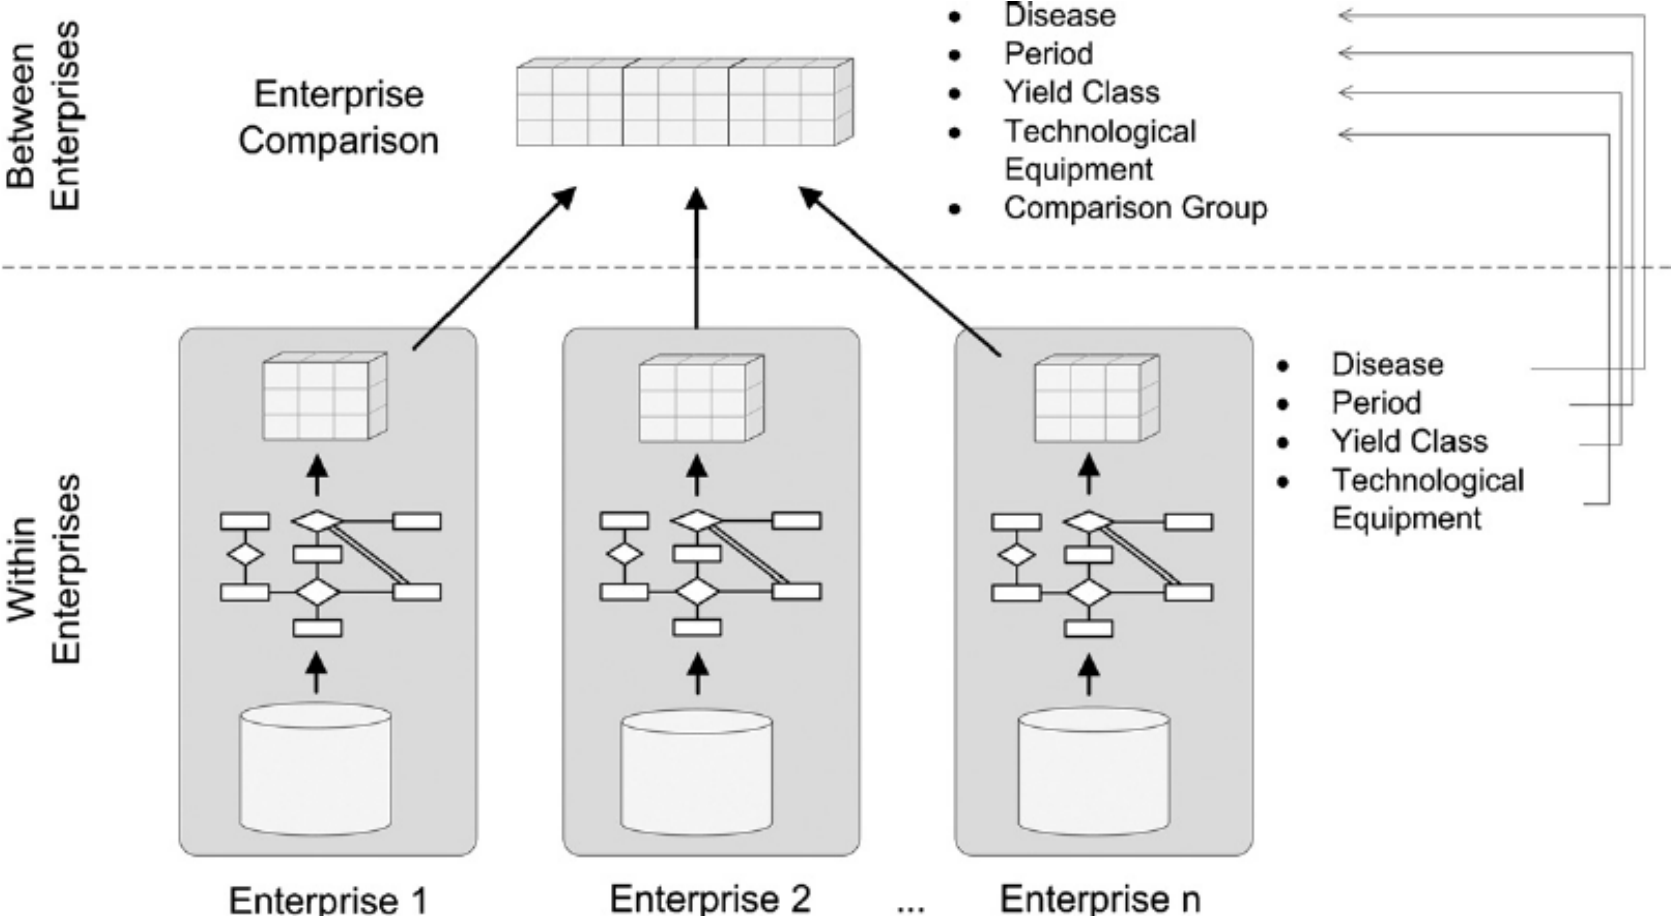 Between
Enterprises
Enterprise
Comparison
• Disease
• Period
• Yield Class
• Technological
Equipment
• Comparison Group
Within
Enterprises
• Disease
• Period
• Yield Class
• Technological
Equipment
Enterprise 1
Enterprise 2
...
Enterprise n